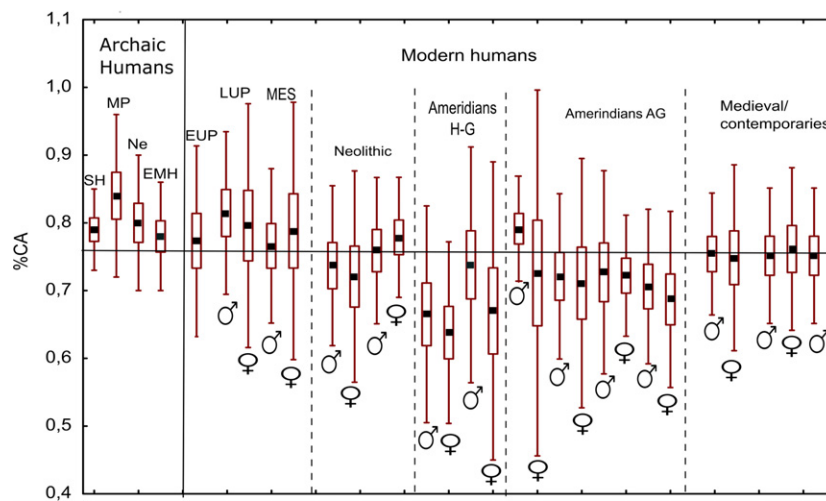 1,1
1,0
0,9
0,8
0,7
0,6
0,5
0,4
%CA
Archaic
Humans
Modern humans
SH
MP
Ne
EMH
EUP
LUP
MES
Neolithic
Ameridians
H-G
Amerindians AG
Medieval/
contemporaries
♂ ♀ ♂ ♀
♂ ♀ ♂ ♀
♂ ♀ ♂ ♀
♂ ♀ ♂ ♀ ♂ ♀ ♂ ♀
♂ ♀ ♂ ♀ ♂